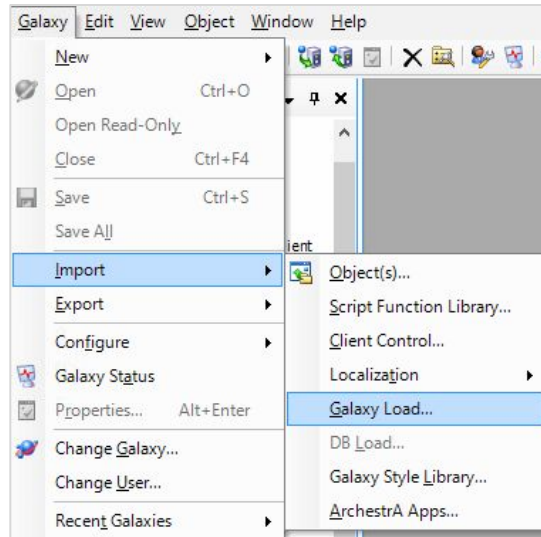 Galaxy Edit View Object Window Help
New
Open Ctrl+O
Open Read-Only
Close Ctrl+F4
Save Ctrl+S
Save All
ient
Import
Object(s)...
Export
Script Function Library...
Configure
Client Control...
Galaxy Status
Localization
Properties... Alt+Enter
Galaxy Load...
Change Galaxy...
DB Load...
Change User...
Galaxy Style Library...
Recent Galaxies
ArchestrA Apps...